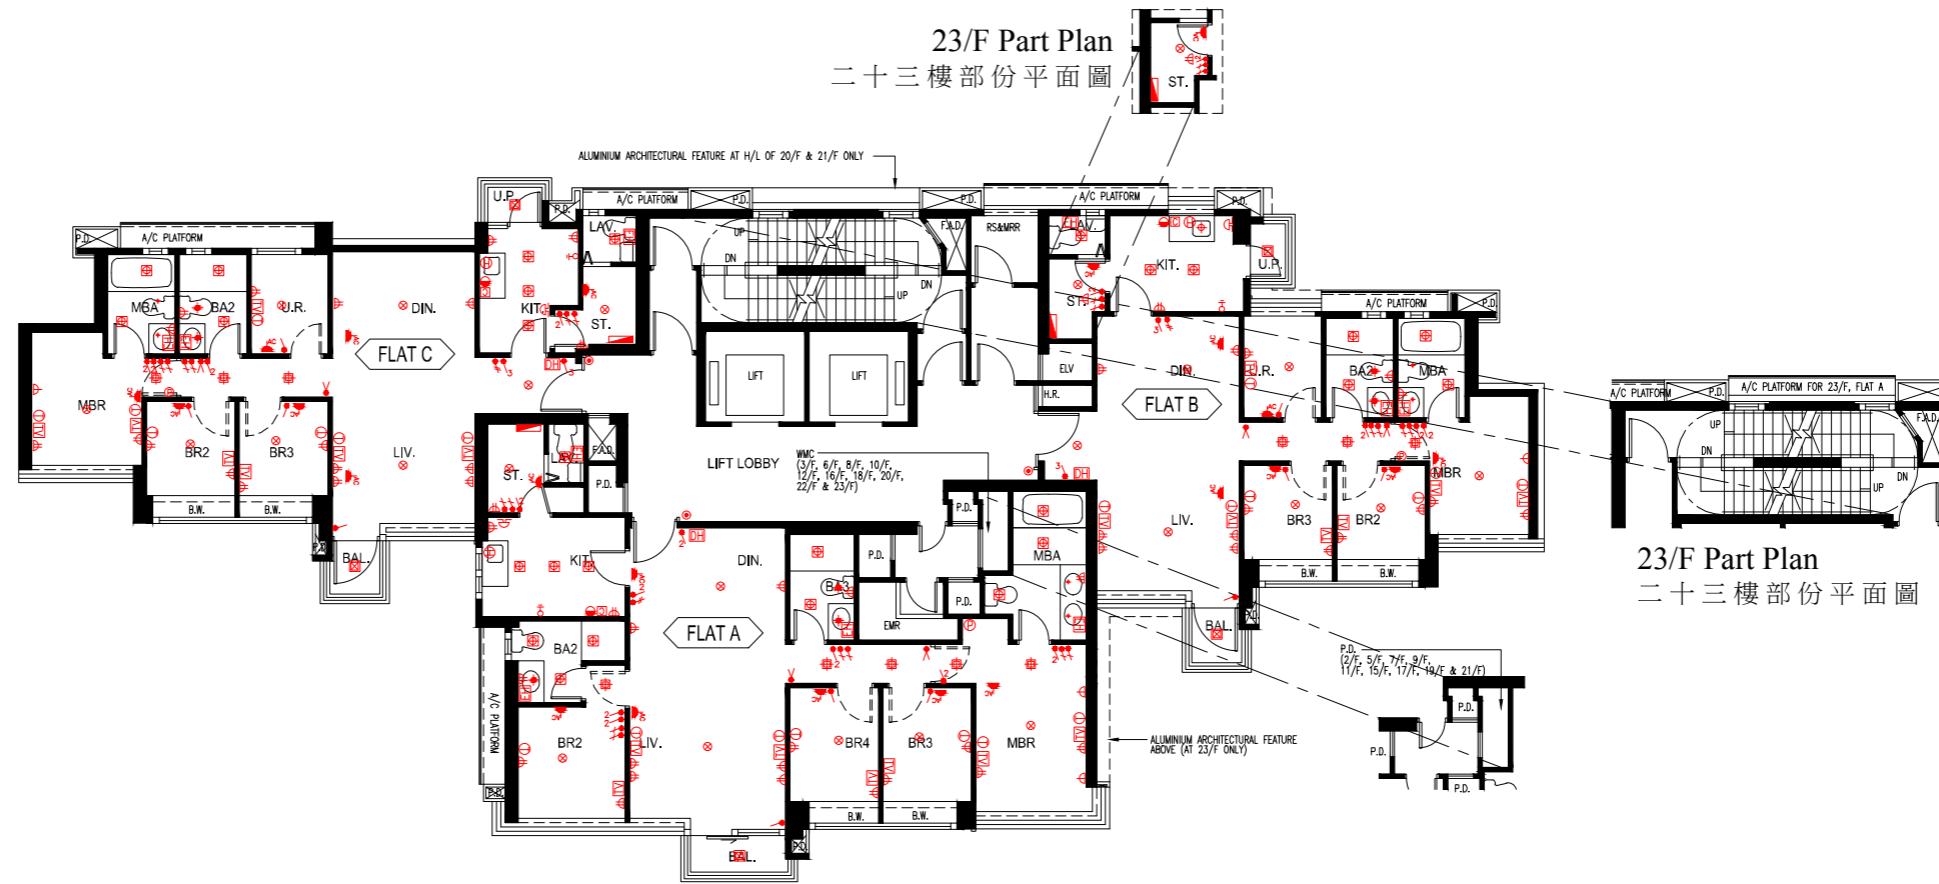 23/F Part Plan
二十三樓部份平面圖
ST.
ALUMINIUM ARCHITECTURAL FEATURE AT H/L OF 20/F & 21/F ONLY
U.P.
P.D.
A/C PLATFORM
P.D.
P.D.
A/C PLATFORM
P.D.
P.D.
A/C PLATFORM
LAV.
UP
DN
UP
DN
F.A.D.
RS&MRR
LAV.
KIT.
U.P.
MBA
BA2
U.R.
DIN.
KIT.
ST.
ST.
A/C PLATFORM
P.D.
FLAT C
LIFT
LIFT
ELV
H.R.
DIN.
U.R.
BA2
MBA
FLAT B
A/C PLATFORM
P.D.
A/C PLATFORM FOR 23/F, FLAT A
F.A.D.
UP
DN
UP
DN
23/F Part Plan
二十三樓部份平面圖
MBR
BR2
BR3
LIV.
B.W.
B.W.
P.D.
BAL.
ST.
LAV.
F.A.D.
P.D.
LIFT LOBBY
WMC
(3/F, 6/F, 8/F, 10/F,
12/F, 16/F, 18/F, 20/F,
22/F & 23/F)
P.D.
LIV.
BR3
BR2
MBR
B.W.
B.W.
BAL.
P.D.
KIT.
DIN.
BA3
P.D.
P.D.
EMR
MBA
FLAT A
BA2
A/C PLATFORM
BR2
LIV.
BR4
BR3
MBR
P.D.
B.W.
B.W.
BAL.
P.D.
ALUMINIUM ARCHITECTURAL FEATURE
ABOVE (AT 23/F ONLY)
P.D.
(2/F, 5/F, 7/F, 9/F,
11/F, 15/F, 17/F, 19/F & 21/F)
P.D.
P.D.
P.D.